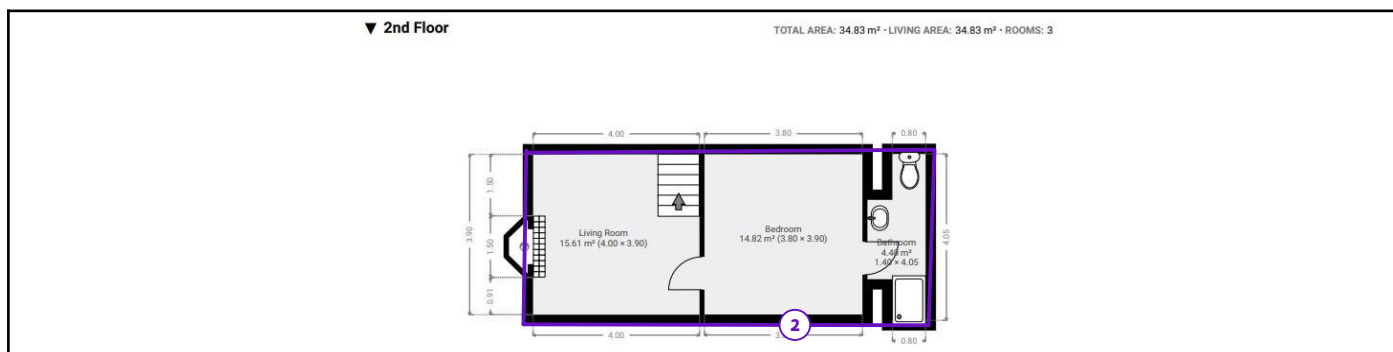 ▼ 2nd Floor
TOTAL AREA: 34.83 m² · LIVING AREA: 34.83 m² · ROOMS: 3
4.00
3.80
0.80
1.50
3.90
1.50
0.91
Living Room
15.61 m² (4.00 × 3.90)
Bedroom
14.82 m² (3.80 × 3.90)
Bathroom
4.40 m²
1.40 × 4.05
4.05
2
4.00
0.80